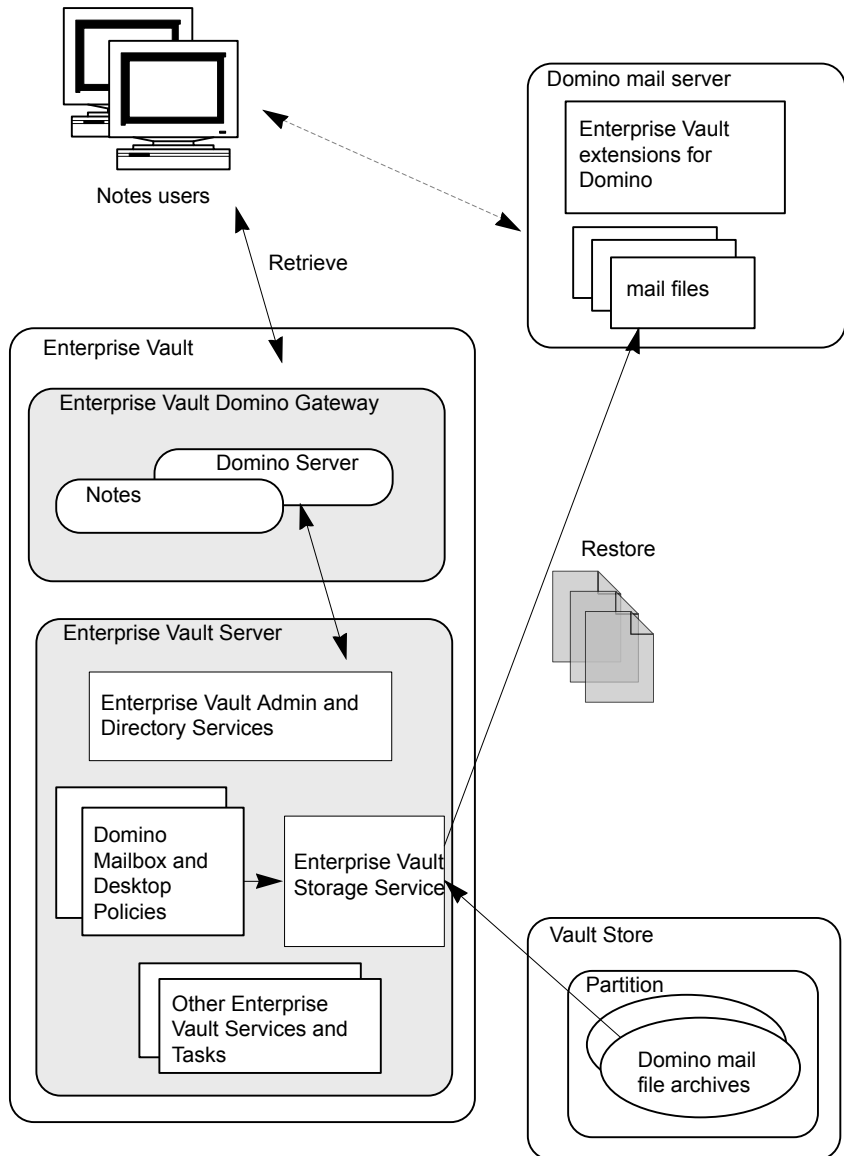 Notes users
Domino mail server
Enterprise Vault
extensions for
Domino
mail files
Retrieve
Enterprise Vault
Enterprise Vault Domino Gateway
Domino Server
Notes
Restore
Enterprise Vault Server
Enterprise Vault Admin and
Directory Services
Domino
Mailbox and
Desktop
Policies
Enterprise Vault
Storage Service
Other Enterprise
Vault Services and
Tasks
Vault Store
Partition
Domino mail
file archives